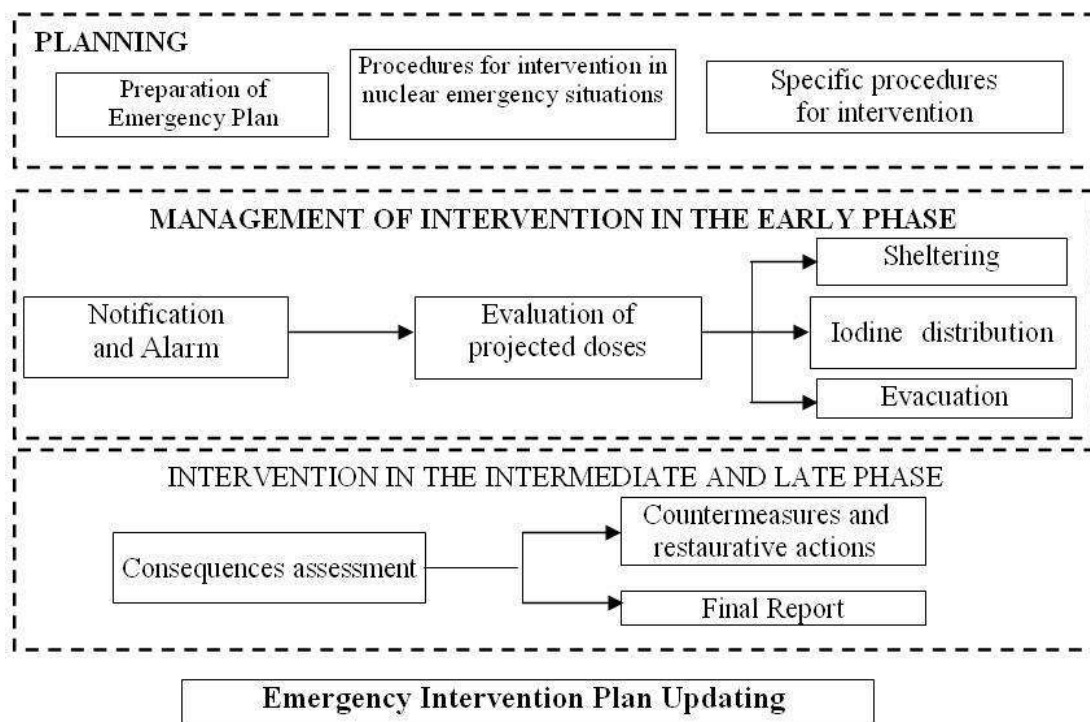 PLANNING
Preparation of
Emergency Plan
Procedures for intervention in
nuclear emergency situations
Specific procedures
for intervention
MANAGEMENT OF INTERVENTION IN THE EARLY PHASE
Notification
and Alarm
Evaluation of
projected doses
Sheltering
Iodine distribution
Evacuation
INTERVENTION IN THE INTERMEDIATE AND LATE PHASE
Consequences assessment
Countermeasures and
restaurative actions
Final Report
Emergency Intervention Plan Updating